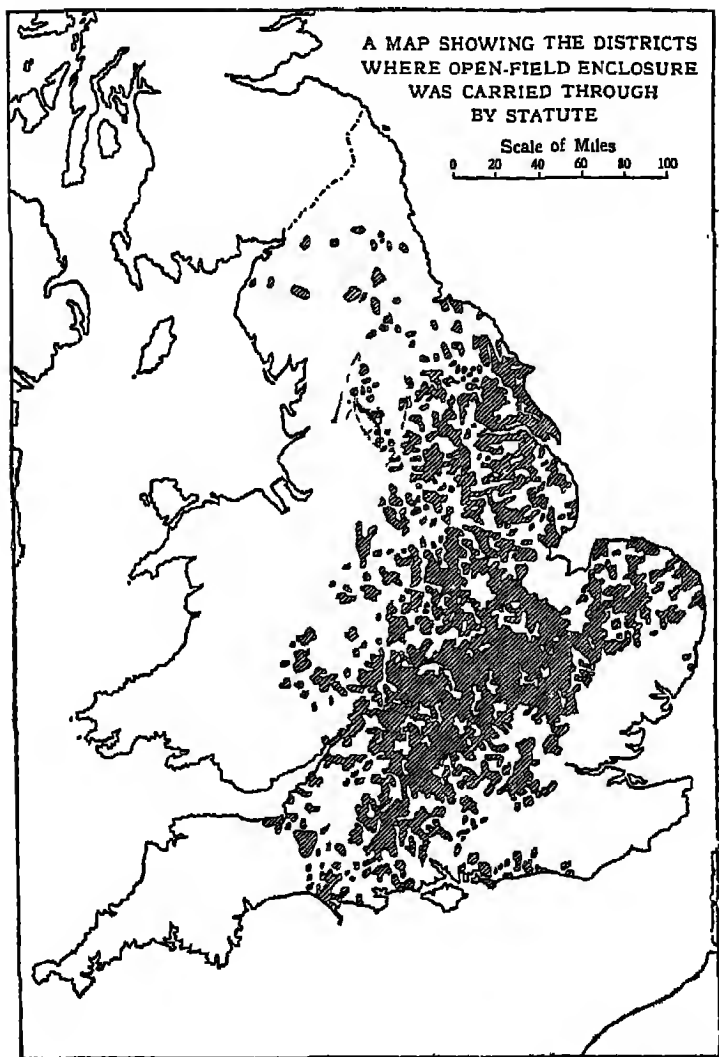 A MAP SHOWING THE DISTRICTS
WHERE OPEN-FIELD ENCLOSURE
WAS CARRIED THROUGH
BY STATUTE
Scale of Miles
0 20 40 60 80 100